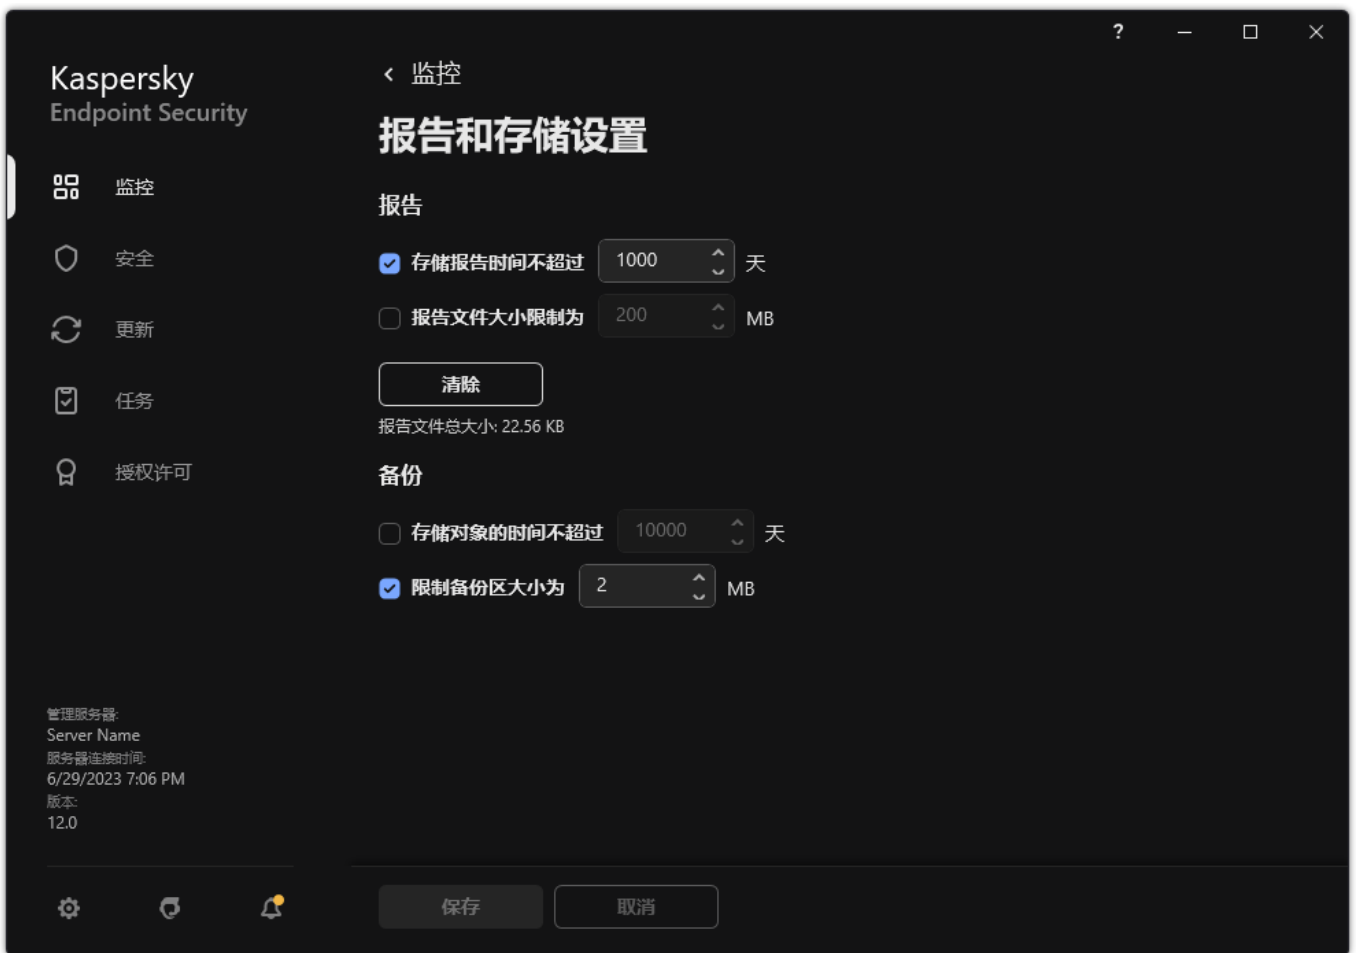 ?
Kaspersky
Endpoint Security
监控
安全
更新
任务
授权许可
管理服务器:
Server Name
服务器连接时间:
6/29/2023 7:06 PM
版本:
12.0
监控
报告和存储设置
报告
存储报告时间不超过 1000 天
报告文件大小限制为 200 MB
清除
报告文件总大小: 22.56 KB
备份
存储对象的时间不超过 10000 天
限制备份区大小为 2 MB
保存 取消